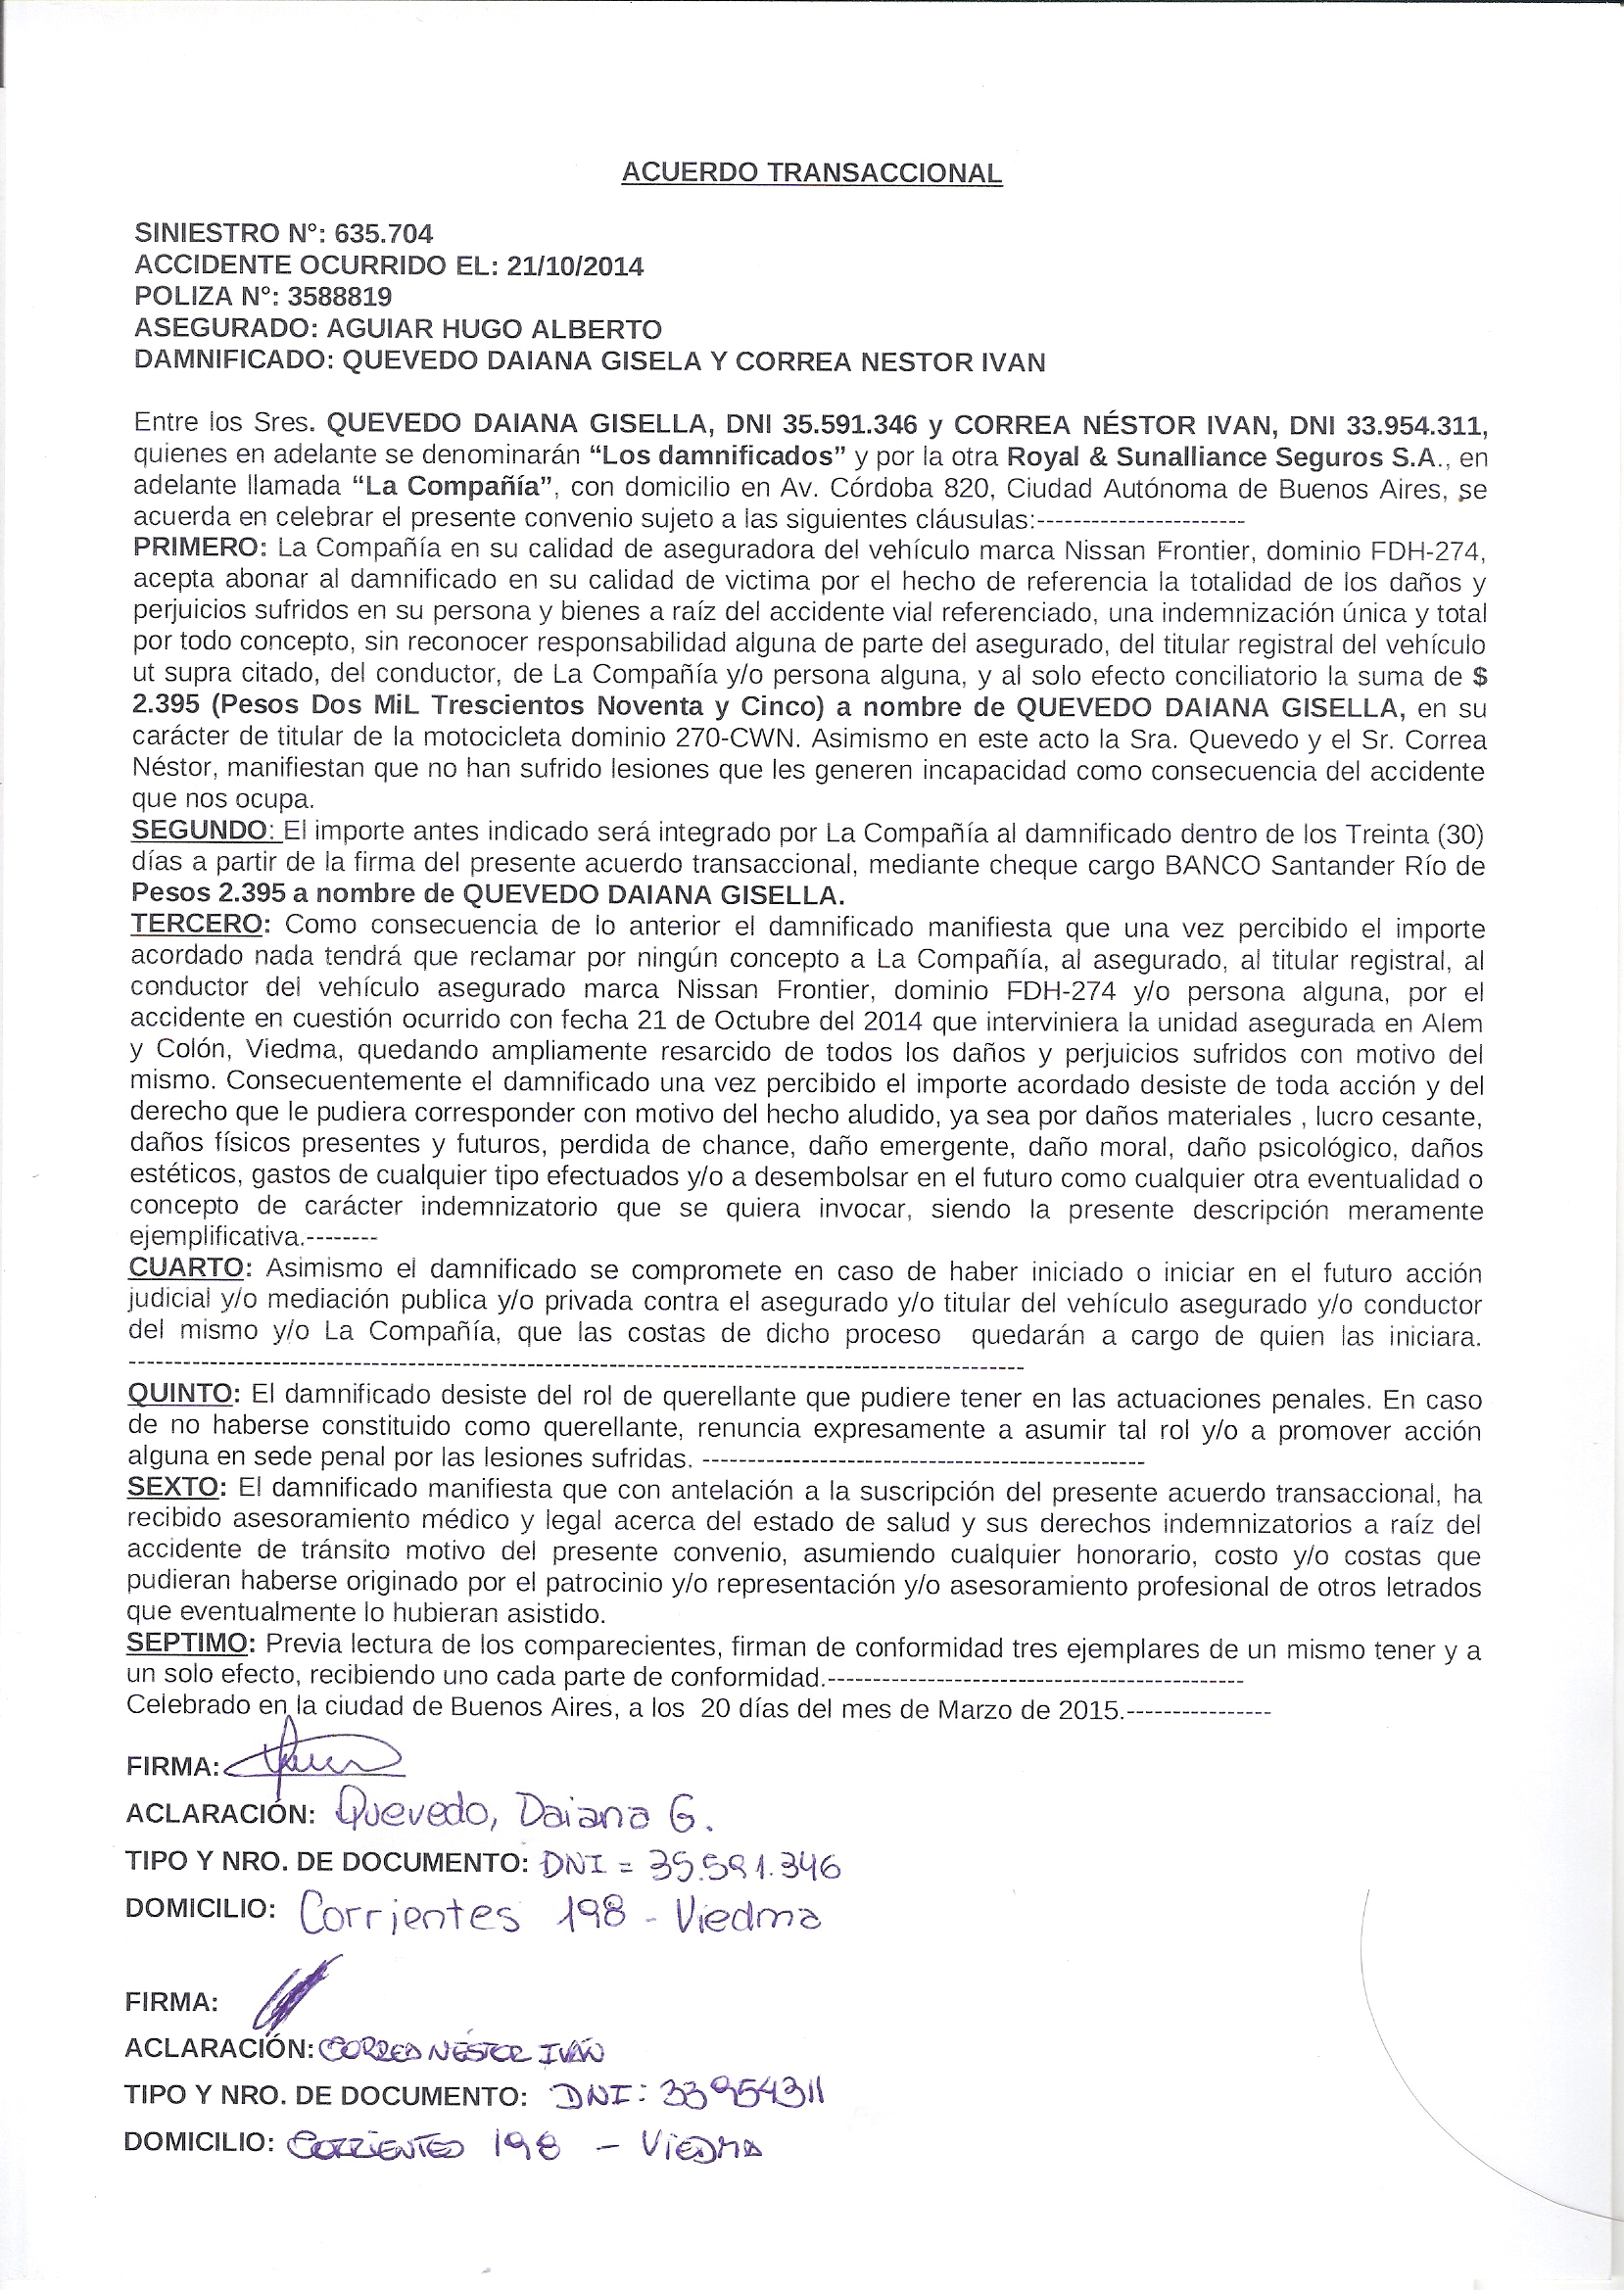 ACUERDO TRANSACCIONAL
SINIESTRO N°: 635.704
ACCIDENTE OCURRIDO EL: 21/10/2014
POLIZA N°: 3588819
ASEGURADO: AGUIAR HUGO ALBERTO
DAMNIFICADO: QUEVEDO DAIANA GISELA Y CORREA NESTOR IVAN
Entre los Sres. QUEVEDO DAIANA GISELLA, DNI 35.591.346 y CORREA NÉSTOR IVAN, DNI 33.954.311,
quienes en adelante se denominarán “Los damnificados” y por la otra Royal & Sunalliance Seguros S.A., en
adelante llamada “La Compañía”, con domicilio en Av. Córdoba 820, Ciudad Autónoma de Buenos Aires, se
acuerda en celebrar el presente convenio sujeto a las siguientes cláusulas:-----------------------
PRIMERO: La Compañía en su calidad de aseguradora del vehículo marca Nissan Frontier, dominio FDH-274,
acepta abonar al damnificado en su calidad de victima por el hecho de referencia la totalidad de los daños y
perjuicios sufridos en su persona y bienes a raíz del accidente vial referenciado, una indemnización única y total
por todo concepto, sin reconocer responsabilidad alguna de parte del asegurado, del titular registral del vehículo
ut supra citado, del conductor, de La Compañía y/o persona alguna, y al solo efecto conciliatorio la suma de $
2.395 (Pesos Dos MiL Trescientos Noventa y Cinco) a nombre de QUEVEDO DAIANA GISELLA, en su
carácter de titular de la motocicleta dominio 270-CWN. Asimismo en este acto la Sra. Quevedo y el Sr. Correa
Néstor, manifiestan que no han sufrido lesiones que les generen incapacidad como consecuencia del accidente
que nos ocupa.
SEGUNDO: El importe antes indicado será integrado por La Compañía al damnificado dentro de los Treinta (30)
días a partir de la firma del presente acuerdo transaccional, mediante cheque cargo BANCO Santander Río de
Pesos 2.395 a nombre de QUEVEDO DAIANA GISELLA.
TERCERO: Como consecuencia de lo anterior el damnificado manifiesta que una vez percibido el importe
acordado nada tendrá que reclamar por ningún concepto a La Compañía, al asegurado, al titular registral, al
conductor del vehículo asegurado marca Nissan Frontier, dominio FDH-274 y/o persona alguna, por el
accidente en cuestión ocurrido con fecha 21 de Octubre del 2014 que interviniera la unidad asegurada en Alem
y Colón, Viedma, quedando ampliamente resarcido de todos los daños y perjuicios sufridos con motivo del
mismo. Consecuentemente el damnificado una vez percibido el importe acordado desiste de toda acción y del
derecho que le pudiera corresponder con motivo del hecho aludido, ya sea por daños materiales , lucro cesante,
daños físicos presentes y futuros, perdida de chance, daño emergente, daño moral, daño psicológico, daños
estéticos, gastos de cualquier tipo efectuados y/o a desembolsar en el futuro como cualquier otra eventualidad o
concepto de carácter indemnizatorio que se quiera invocar, siendo la presente descripción meramente
ejemplificativa.--------
CUARTO: Asimismo el damnificado se compromete en caso de haber iniciado o iniciar en el futuro acción
judicial y/o mediación publica y/o privada contra el asegurado y/o titular del vehículo asegurado y/o conductor
del mismo y/o La Compañía, que las costas de dicho proceso quedarán a cargo de quien las iniciara.
---------------------------------------------------------------------------------------------------
QUINTO: El damnificado desiste del rol de querellante que pudiere tener en las actuaciones penales. En caso
de no haberse constituido como querellante, renuncia expresamente a asumir tal rol y/o a promover acción
alguna en sede penal por las lesiones sufridas. -------------------------------------------------
SEXTO: El damnificado manifiesta que con antelación a la suscripción del presente acuerdo transaccional, ha
recibido asesoramiento médico y legal acerca del estado de salud y sus derechos indemnizatorios a raíz del
accidente de tránsito motivo del presente convenio, asumiendo cualquier honorario, costo y/o costas que
pudieran haberse originado por el patrocinio y/o representación y/o asesoramiento profesional de otros letrados
que eventualmente lo hubieran asistido.
SEPTIMO: Previa lectura de los comparecientes, firman de conformidad tres ejemplares de un mismo tener y a
un solo efecto, recibiendo uno cada parte de conformidad.----------------------------------------------
Celebrado en la ciudad de Buenos Aires, a los 20 días del mes de Marzo de 2015.----------------
FIRMA:
ACLARACIÓN: Quevedo, Daiana G.
TIPO Y NRO. DE DOCUMENTO: DNI = 35.591.346
DOMICILIO: Corrientes 198 - Viedma
FIRMA:
ACLARACIÓN: CORREA NÉSTOR IVÁN
TIPO Y NRO. DE DOCUMENTO: DNI: 33954311
DOMICILIO: CORRIENTES 198 - VIEDMA